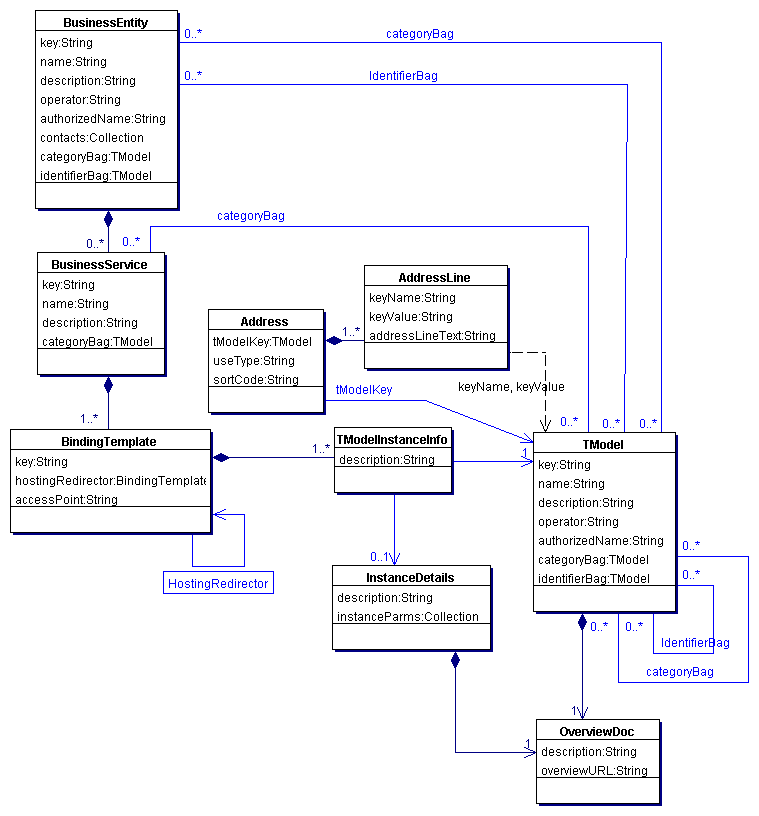 BusinessEntity
key:String
name:String
description:String
operator:String
authorizedName:String
contacts:Collection
categoryBag:TModel
identifierBag:TModel
0..*
categoryBag
0..*
IdentifierBag
0..*
0..*
categoryBag
BusinessService
key:String
name:String
description:String
categoryBag:TModel
1..*
Address
tModelKey:TModel
useType:String
sortCode:String
1..*
AddressLine
keyName:String
keyValue:String
addressLineText:String
keyName, keyValue
tModelKey
0..*
0..*
0..*
BindingTemplate
key:String
hostingRedirector:BindingTemplate
accessPoint:String
HostingRedirector
1..*
TModelInstanceInfo
description:String
1
0..1
InstanceDetails
description:String
instanceParms:Collection
TModel
key:String
name:String
description:String
operator:String
authorizedName:String
categoryBag:TModel
identifierBag:TModel
0..*
0..*
0..*
0..*
IdentifierBag
categoryBag
1
1
OverviewDoc
description:String
overviewURL:String